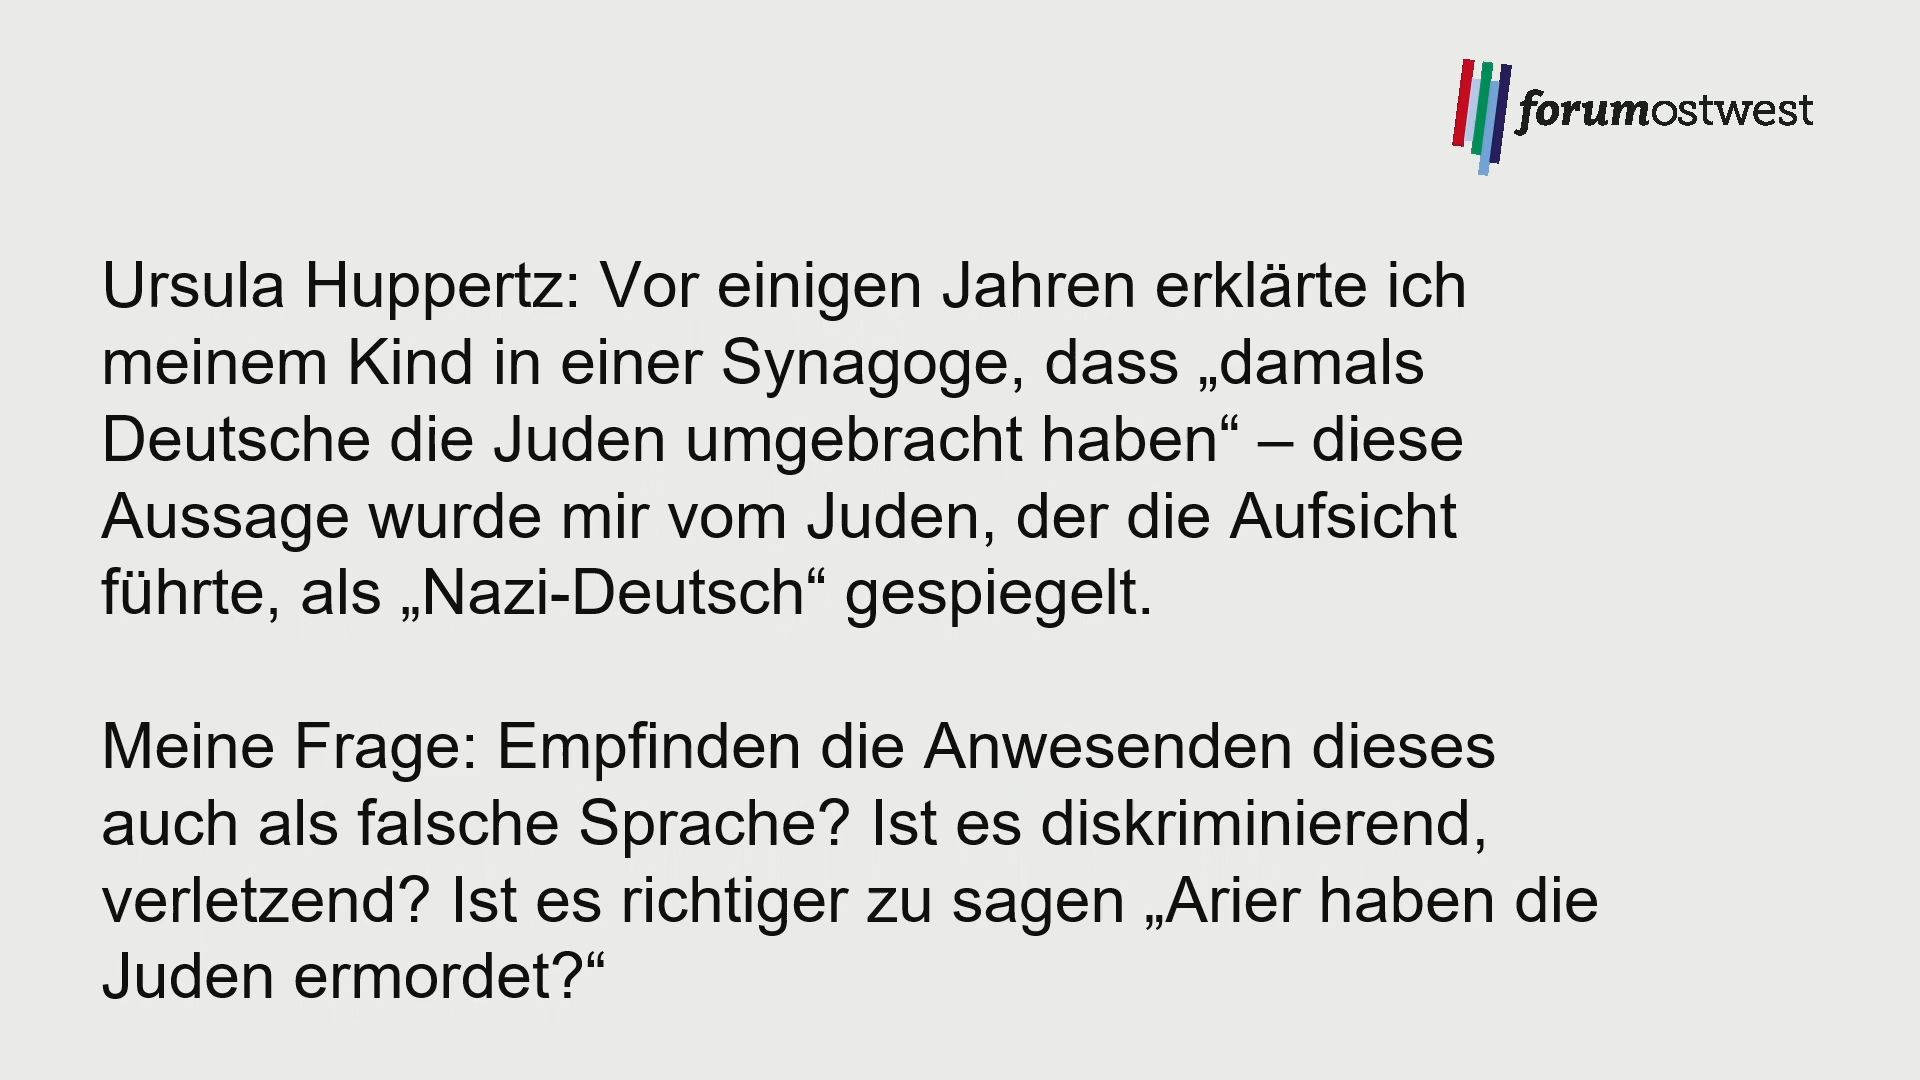 forumostwest
Ursula Huppertz: Vor einigen Jahren erklärte ich
meinem Kind in einer Synagoge, dass „damals
Deutsche die Juden umgebracht haben“ – diese
Aussage wurde mir vom Juden, der die Aufsicht
führte, als „Nazi-Deutsch“ gespiegelt.
Meine Frage: Empfinden die Anwesenden dieses
auch als falsche Sprache? Ist es diskriminierend,
verletzend? Ist es richtiger zu sagen „Arier haben die
Juden ermordet?“